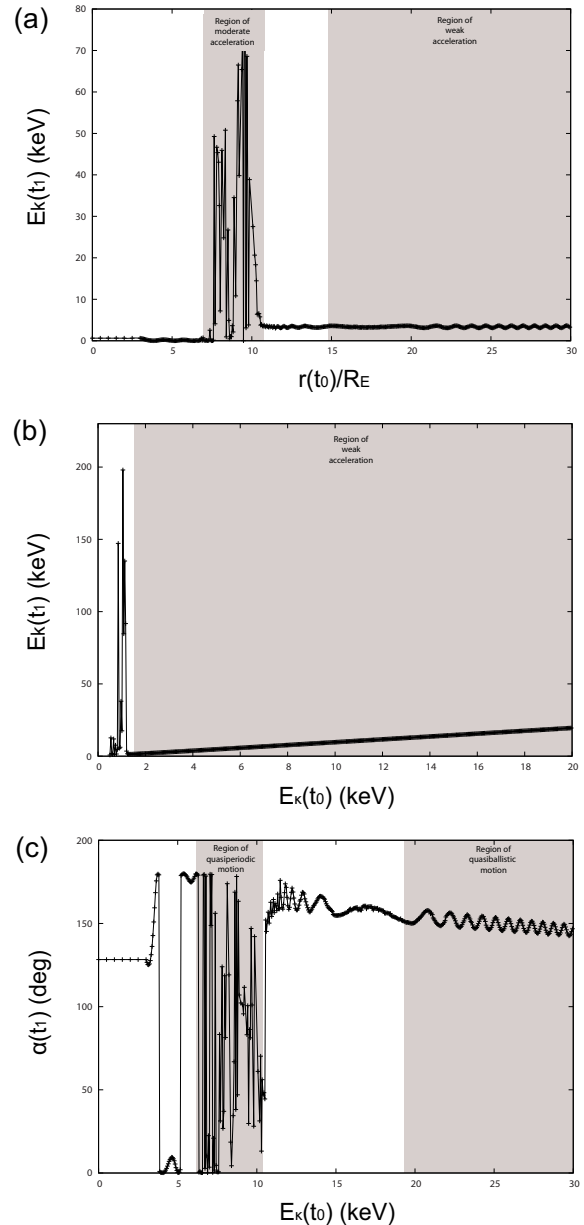 (a)
80
70
60
50
40
30
20
10
0
Ek(t1) (keV)
Region of
moderate
acceleration
Region of
weak
acceleration
0 5 10 15 20 25 30
r(t0)/RE
(b)
200
150
100
50
0
Ek(t1) (keV)
Region of
weak
acceleration
0 2 4 6 8 10 12 14 16 18 20
Eκ(t0) (keV)
(c)
200
150
100
50
0
α(t1) (deg)
Region of
quasiperiodic
motion
Region of
quasiballistic
motion
0 5 10 15 20 25 30
Eκ(t0) (keV)